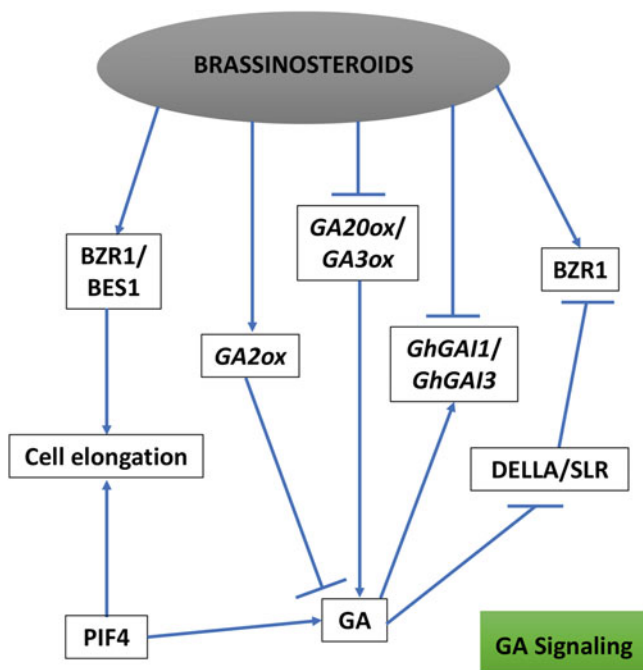 BRASSINOSTEROIDS
BZR1/
BES1
GA20ox/
GA3ox
BZR1
GA2ox
GhGAI1/
GhGAI3
Cell elongation
DELLA/SLR
PIF4
GA
GA Signaling